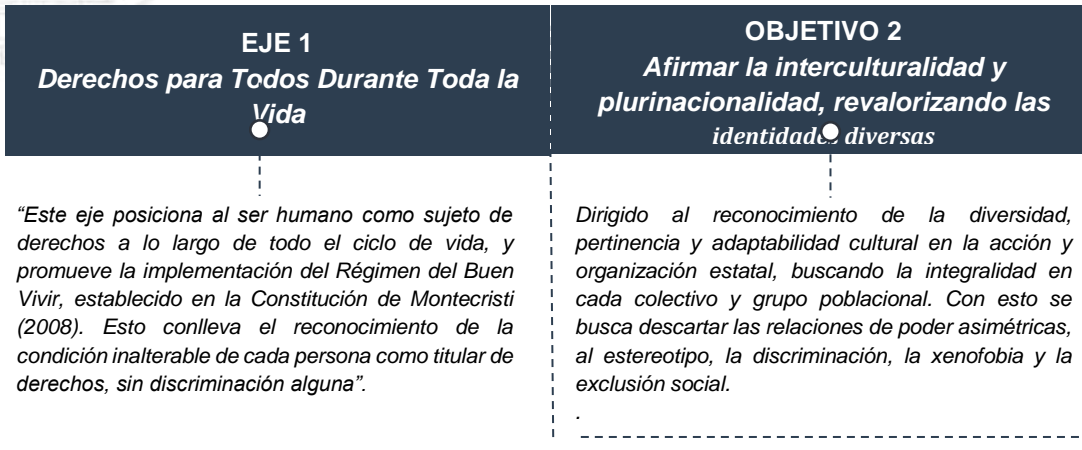 EJE 1
Derechos para Todos Durante Toda la
Vida
“Este eje posiciona al ser humano como sujeto de
derechos a lo largo de todo el ciclo de vida, y
promueve la implementación del Régimen del Buen
Vivir, establecido en la Constitución de Montecristi
(2008). Esto conlleva el reconocimiento de la
condición inalterable de cada persona como titular de
derechos, sin discriminación alguna”.
OBJETIVO 2
Afirmar la interculturalidad y
plurinacionalidad, revalorizando las
identidades diversas
Dirigido al reconocimiento de la diversidad,
pertinencia y adaptabilidad cultural en la acción y
organización estatal, buscando la integralidad en
cada colectivo y grupo poblacional. Con esto se
busca descartar las relaciones de poder asimétricas,
al estereotipo, la discriminación, la xenofobia y la
exclusión social.
.